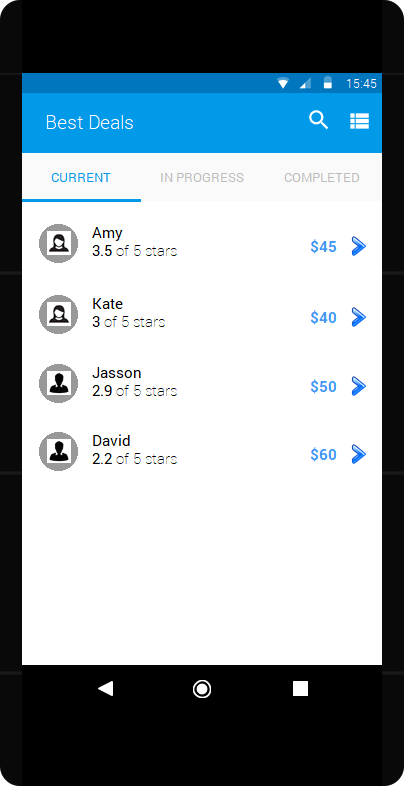 15:45
Best Deals
CURRENT IN PROGRESS COMPLETED
Amy
3.5 of 5 stars
$45
Kate
3 of 5 stars
$40
Jasson
2.9 of 5 stars
$50
David
2.2 of 5 stars
$60